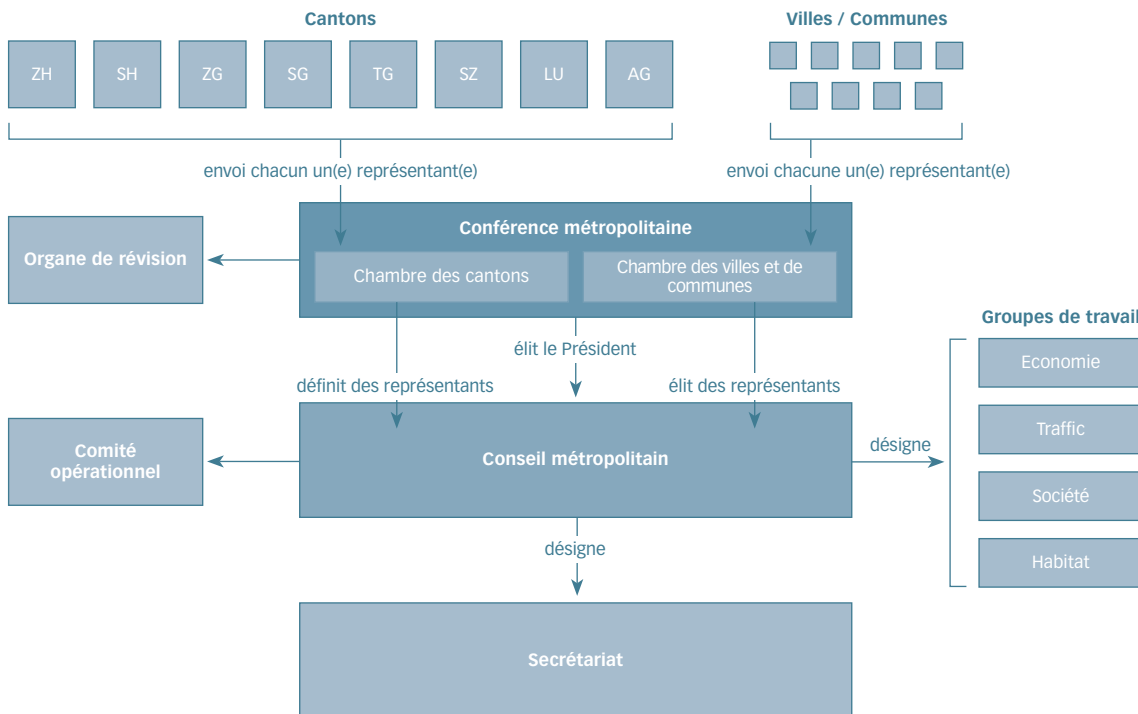 Cantons
Villes / Communes
ZH
SH
ZG
SG
TG
SZ
LU
AG
envoi chacun un(e) représentant(e)
envoi chacune un(e) représentant(e)
Conférence métropolitaine
Organe de révision
Chambre des cantons
Chambre des villes et de
communes
Groupes de travail
élit le Président
Economie
définit des représentants
élit des représentants
Traffic
Comité
opérationnel
Conseil métropolitain
désigne
Société
Habitat
désigne
Secrétariat